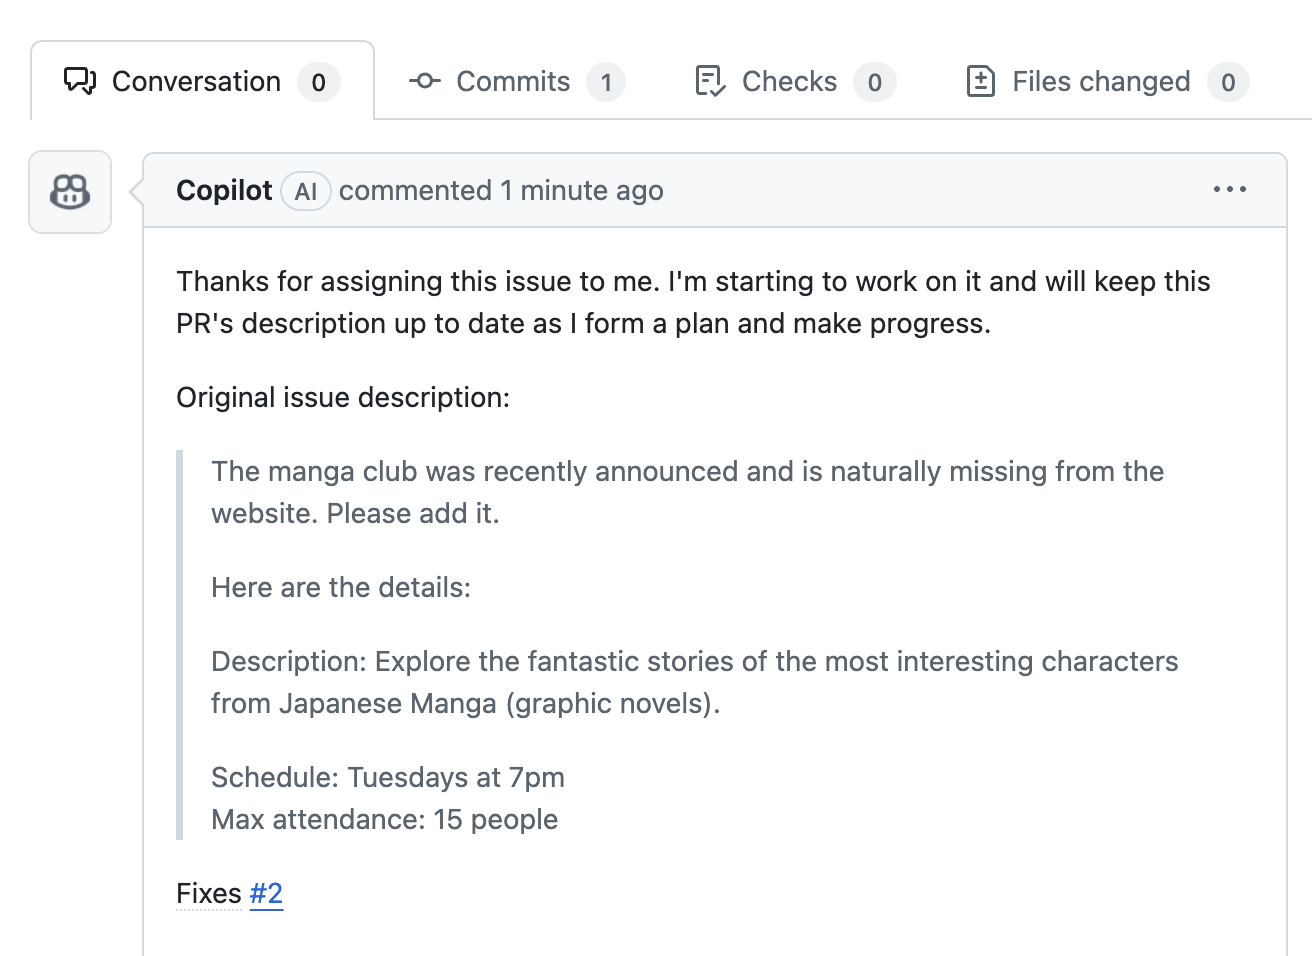 Conversation 0 Commits 1 Checks 0 Files changed 0
Copilot AI commented 1 minute ago
Thanks for assigning this issue to me. I'm starting to work on it and will keep this
PR's description up to date as I form a plan and make progress.
Original issue description:
The manga club was recently announced and is naturally missing from the
website. Please add it.
Here are the details:
Description: Explore the fantastic stories of the most interesting characters
from Japanese Manga (graphic novels).
Schedule: Tuesdays at 7pm
Max attendance: 15 people
Fixes #2